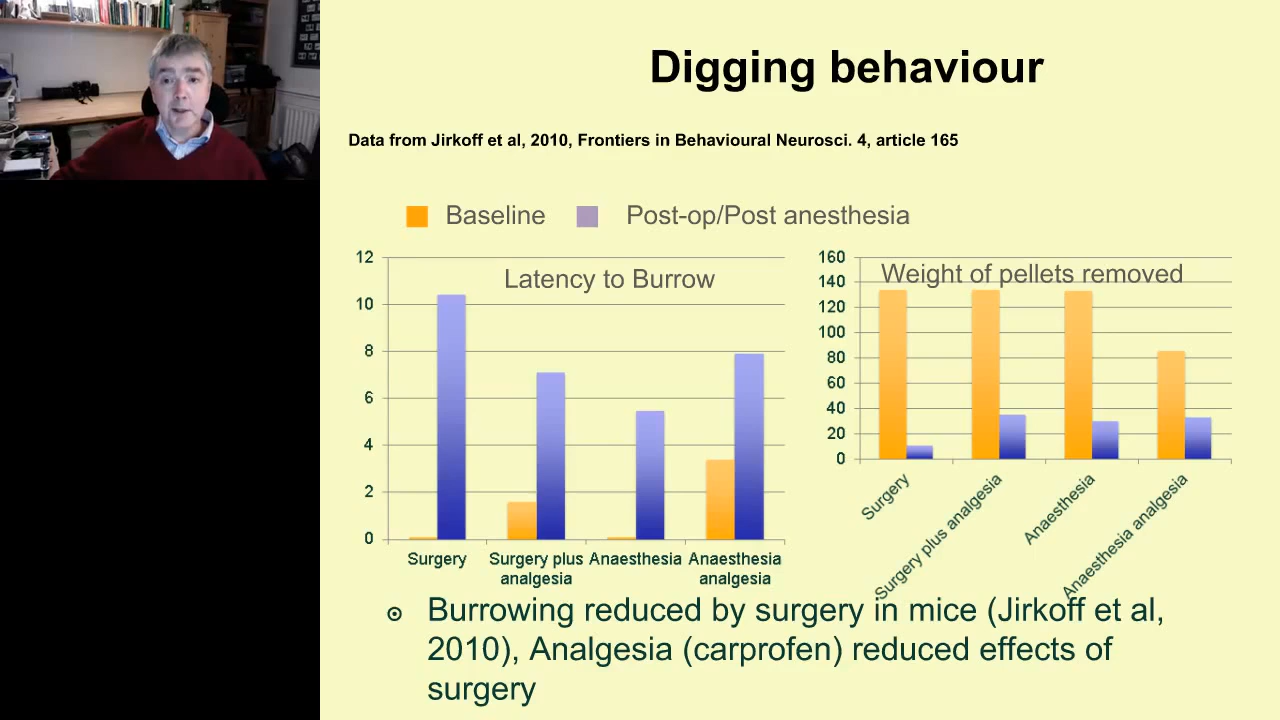 Digging behaviour
Data from Jirkoff et al, 2010, Frontiers in Behavioural Neurosci. 4, article 165
Baseline
Post-op/Post anesthesia
Latency to Burrow
12
10
8
6
4
2
0
Surgery
Surgery plus
analgesia
Anaesthesia
Anaesthesia
analgesia
Weight of pellets removed
160
140
120
100
80
60
40
20
0
Surgery
Surgery plus analgesia
Anaesthesia
Anaesthesia analgesia
Burrowing reduced by surgery in mice (Jirkoff et al,
2010), Analgesia (carprofen) reduced effects of
surgery